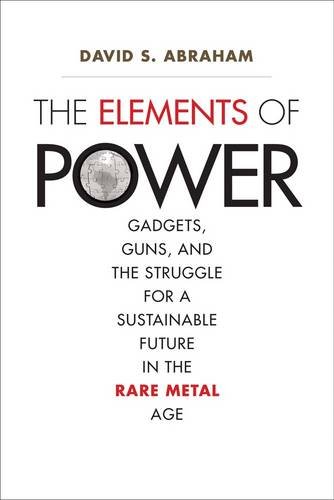 DAVID S. ABRAHAM
THE ELEMENTS OF
POWER
GADGETS,
GUNS, AND
THE STRUGGLE
FOR A
SUSTAINABLE
FUTURE
IN THE
RARE METAL
AGE